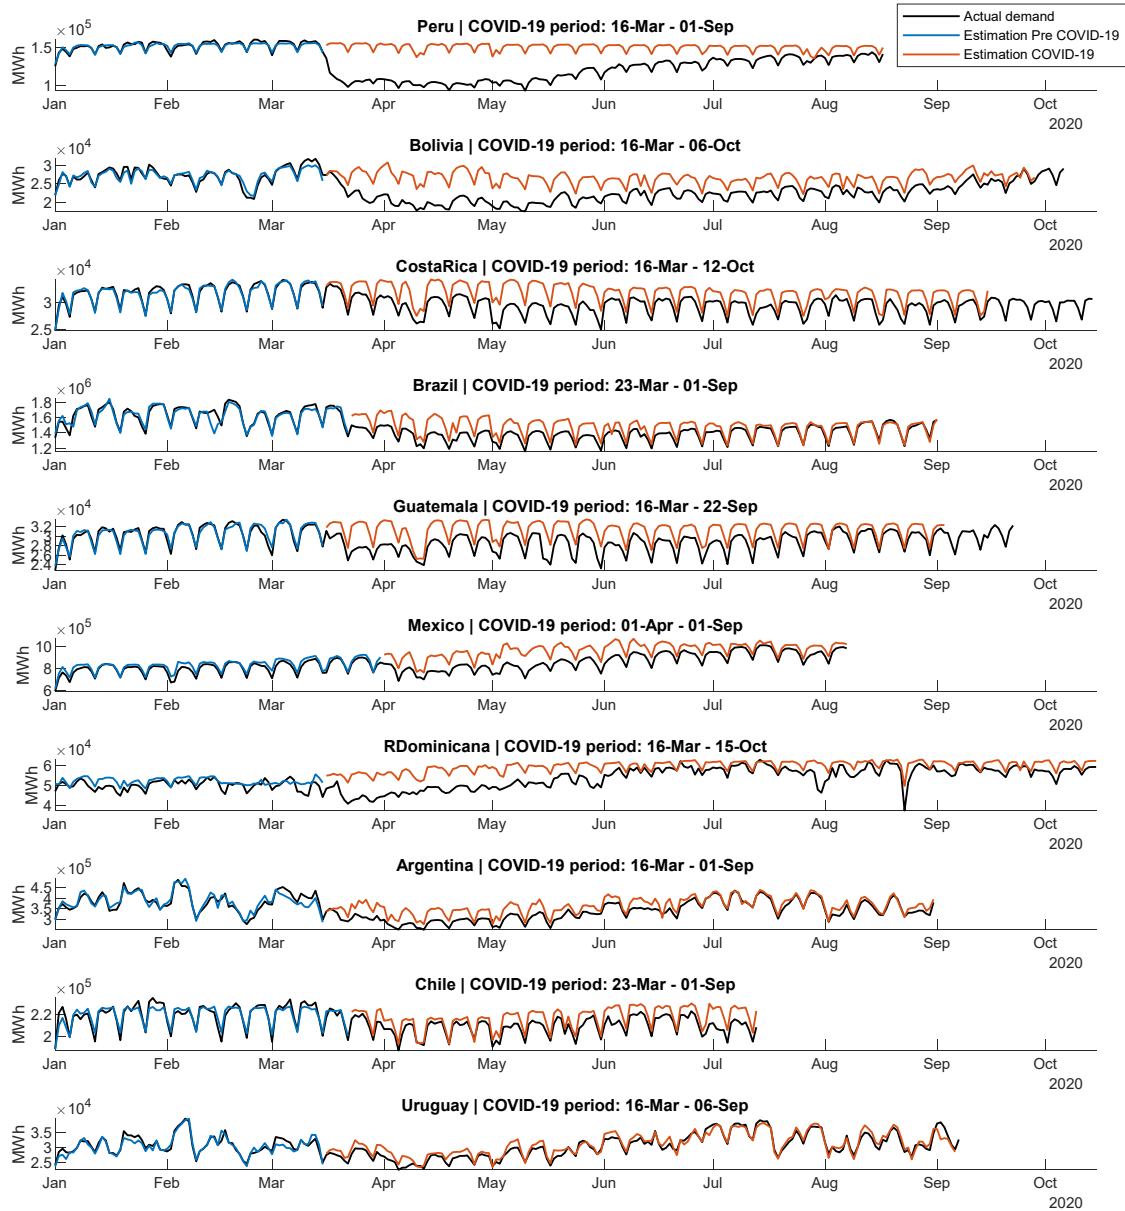 Peru | COVID-19 period: 16-Mar - 01-Sep
Actual demand
Estimation Pre COVID-19
Estimation COVID-19
×10^5
MWh
1.5
1
Jan Feb Mar Apr May Jun Jul Aug Sep Oct
2020
Bolivia | COVID-19 period: 16-Mar - 06-Oct
×10^4
MWh
3
2.5
2
Jan Feb Mar Apr May Jun Jul Aug Sep Oct
2020
CostaRica | COVID-19 period: 16-Mar - 12-Oct
×10^4
MWh
3
2.5
Jan Feb Mar Apr May Jun Jul Aug Sep Oct
2020
Brazil | COVID-19 period: 23-Mar - 01-Sep
×10^6
MWh
1.8
1.6
1.4
1.2
Jan Feb Mar Apr May Jun Jul Aug Sep Oct
2020
Guatemala | COVID-19 period: 16-Mar - 22-Sep
×10^4
MWh
3.2
3
2.8
2.6
2.4
Jan Feb Mar Apr May Jun Jul Aug Sep Oct
2020
Mexico | COVID-19 period: 01-Apr - 01-Sep
×10^5
MWh
10
8
6
Jan Feb Mar Apr May Jun Jul Aug Sep Oct
2020
RDominicana | COVID-19 period: 16-Mar - 15-Oct
×10^4
MWh
6
5
4
Jan Feb Mar Apr May Jun Jul Aug Sep Oct
2020
Argentina | COVID-19 period: 16-Mar - 01-Sep
×10^5
MWh
4.5
4
3.5
3
Jan Feb Mar Apr May Jun Jul Aug Sep Oct
2020
Chile | COVID-19 period: 23-Mar - 01-Sep
×10^5
MWh
2.2
2
Jan Feb Mar Apr May Jun Jul Aug Sep Oct
2020
Uruguay | COVID-19 period: 16-Mar - 06-Sep
×10^4
MWh
3.5
3
2.5
Jan Feb Mar Apr May Jun Jul Aug Sep Oct
2020